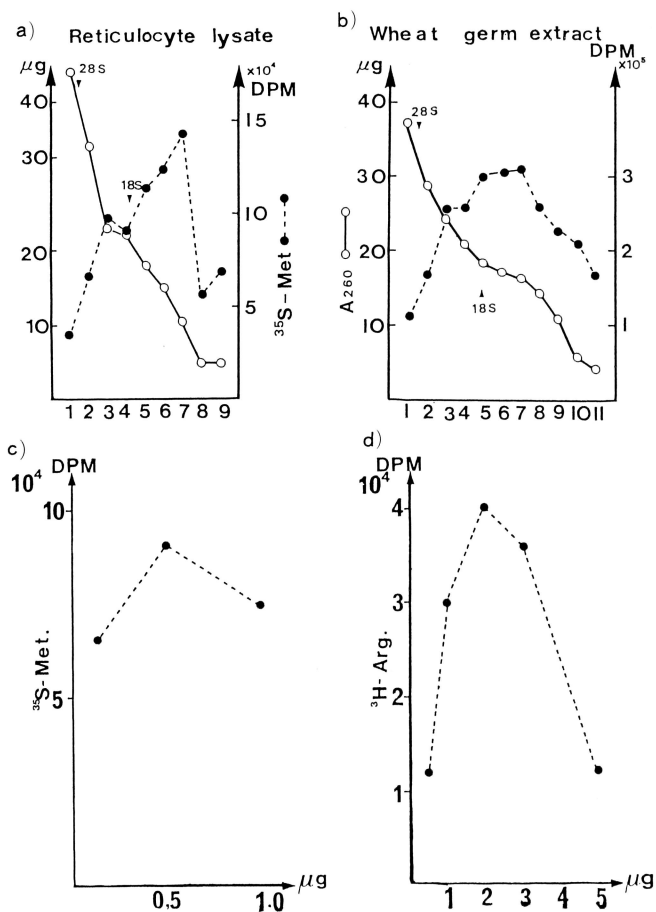 a) Reticulocyte lysate
μg
×10⁴
DPM
28S
18S
40
30
20
10
15
10
5
³⁵S-Met
1 2 3 4 5 6 7 8 9
b) Wheat germ extract
μg
DPM
×10⁵
28S
18S
40
30
20
10
A260
3
2
1
1 2 3 4 5 6 7 8 9 10 11
c)
DPM
10⁴
10
5
³⁵S-Met.
0,5 1.0 μg
d)
DPM
10⁴
4
3
2
1
³H-Arg.
1 2 3 4 5 μg